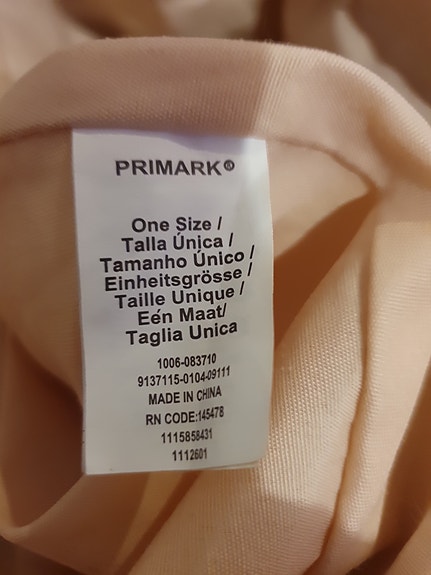 PRIMARK®
One Size /
Talla Única /
Tamanho Único /
Einheitsgrösse /
Taille Unique /
Eén Maat/
Taglia Unica
1006-083710
9137115-0104-09111
MADE IN CHINA
RN CODE:145478
1115858431
1112601